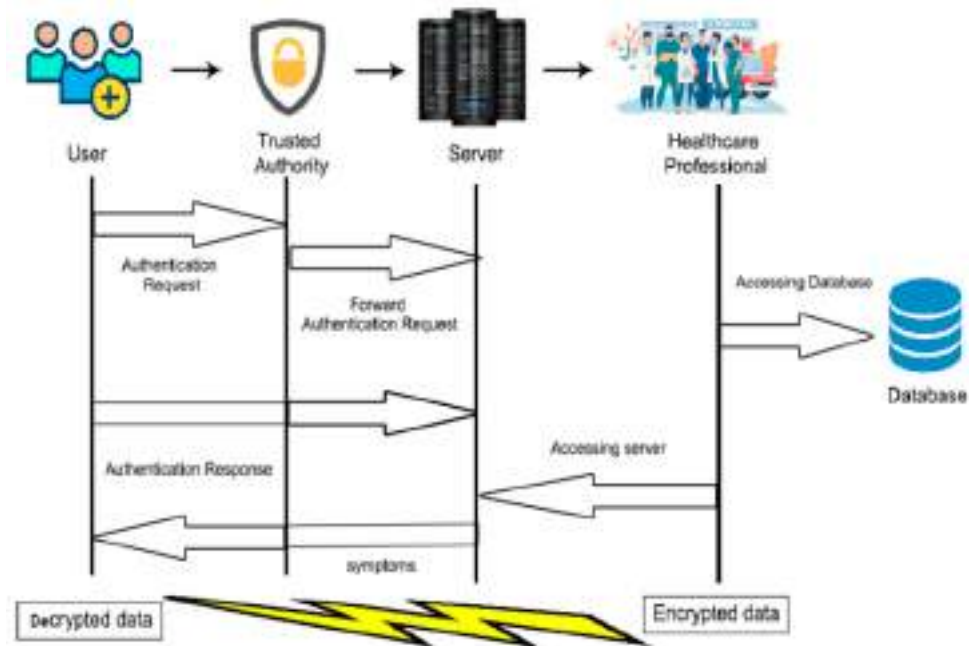 User
Trusted
Authority
Server
Healthcare
Professional
Authentication
Request
Forward
Authentication Request
Accessing Database
Database
Authentication Response
Accessing server
symptoms
Decrypted data
Encrypted data